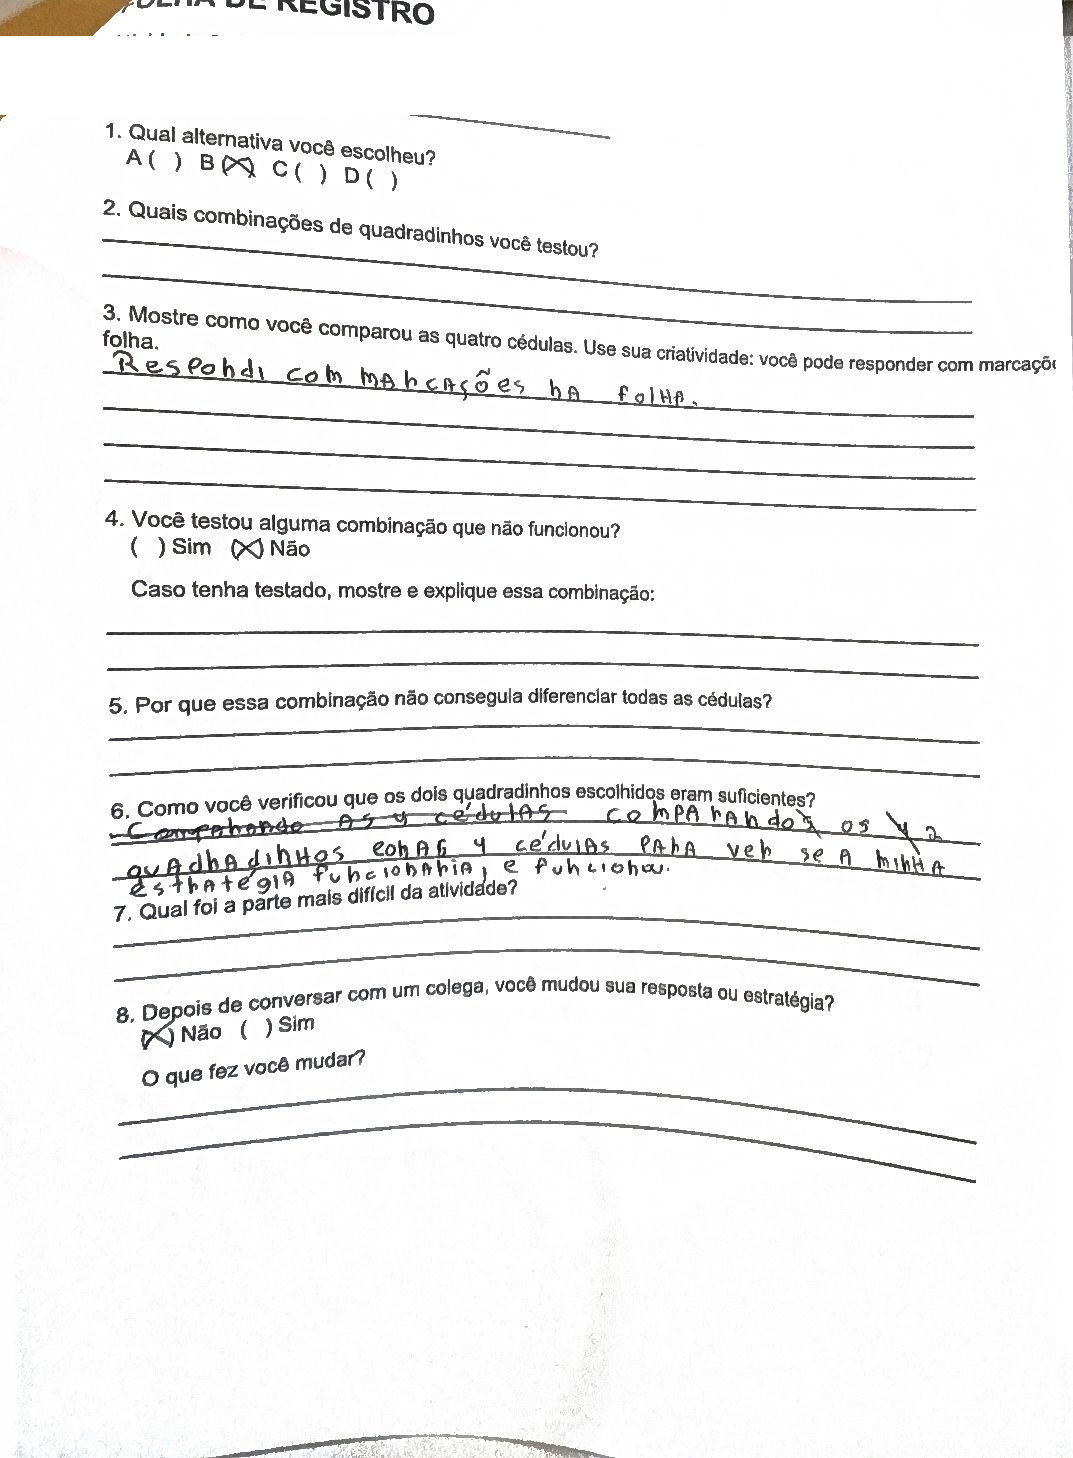 FOLHA DE REGISTRO
1. Qual alternativa você escolheu?
A ( ) B (X) C ( ) D ( )
2. Quais combinações de quadradinhos você testou?
3. Mostre como você comparou as quatro cédulas. Use sua criatividade: você pode responder com marcaçõ
folha.
Respondi com marcações na folha.
4. Você testou alguma combinação que não funcionou?
( ) Sim (X) Não
Caso tenha testado, mostre e explique essa combinação:
5. Por que essa combinação não conseguia diferenciar todas as cédulas?
6. Como você verificou que os dois quadradinhos escolhidos eram suficientes?
Comparando as 4 cédulas comparando os 4 2
quadradinhos conas 4 cédulas para ver se a minha
estratégia funcionaria, e funciona.
7. Qual foi a parte mais difícil da atividade?
8. Depois de conversar com um colega, você mudou sua resposta ou estratégia?
(X) Não ( ) Sim
O que fez você mudar?